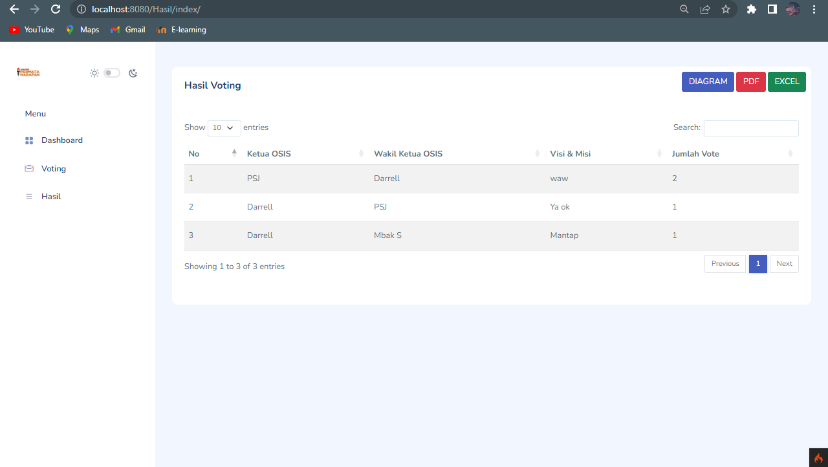 localhost:8080/Hasil/index/
YouTube Maps Gmail E-learning
Hasil Voting
DIAGRAM PDF EXCEL
Menu
Dashboard
Voting
Hasil
Show 10 entries
Search:
No Ketua OSIS Wakil Ketua OSIS Visi & Misi Jumlah Vote
1 PSJ Darrell waw 2
2 Darrell PSJ Ya ok 1
3 Darrell Mbak S Mantap 1
Showing 1 to 3 of 3 entries
Previous 1 Next